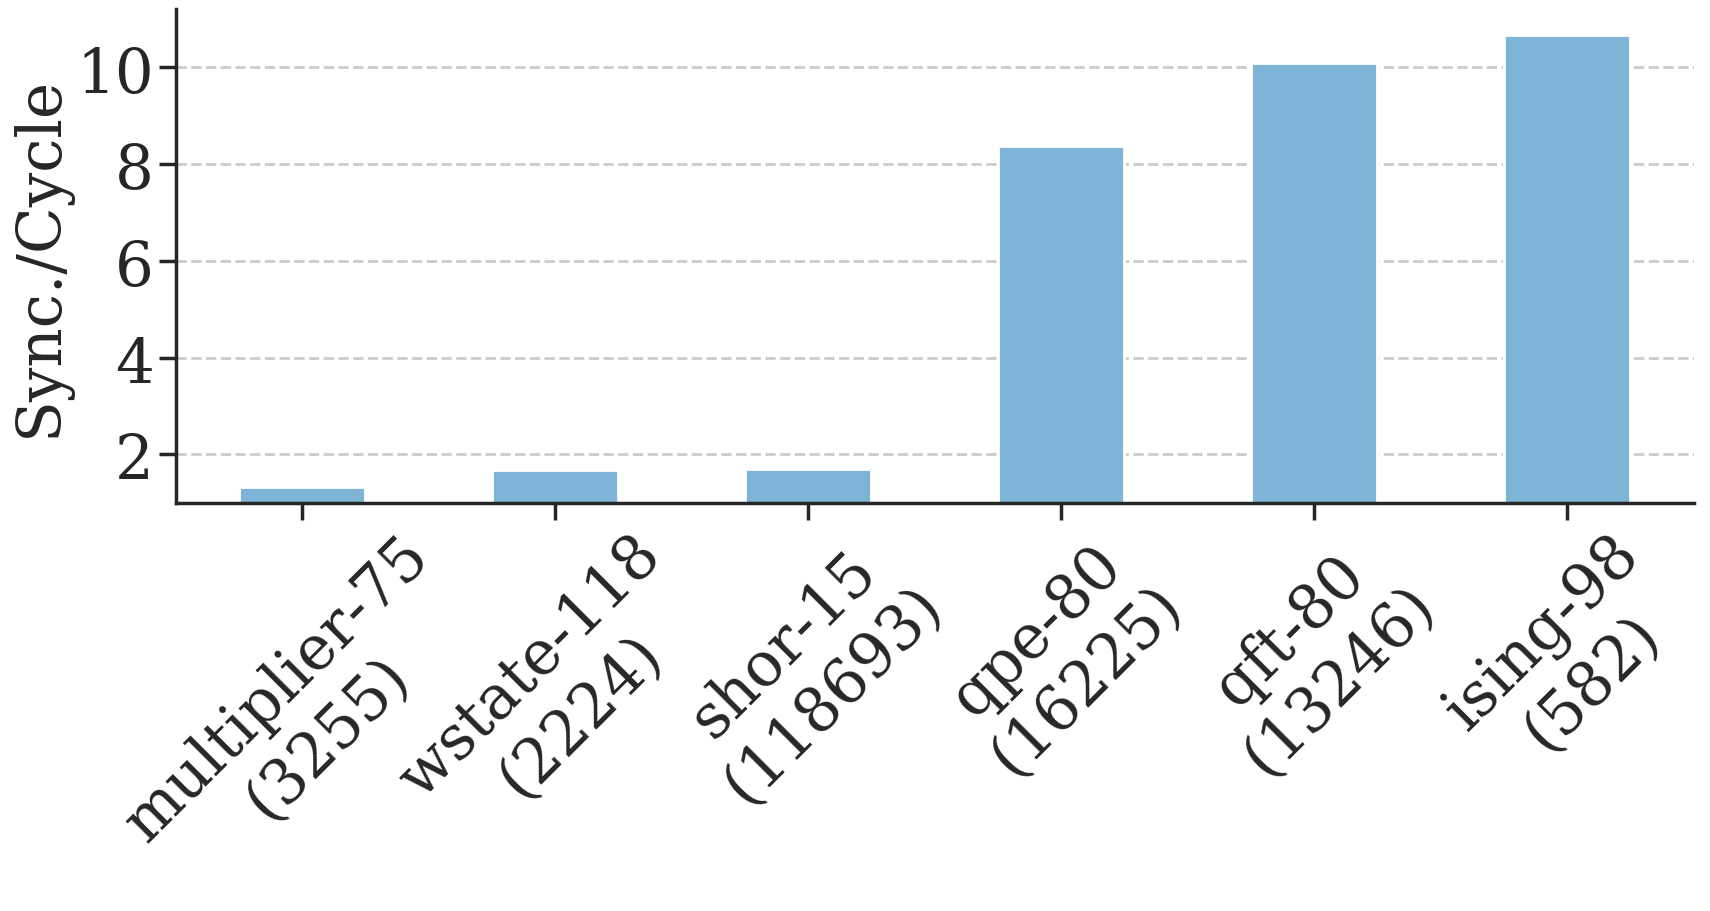 Sync./Cycle
10
8
6
4
2
multiplier-75
(3255)
wstate-118
(2224)
shor-15
(118693)
qpe-80
(16225)
qft-80
(13246)
ising-98
(582)